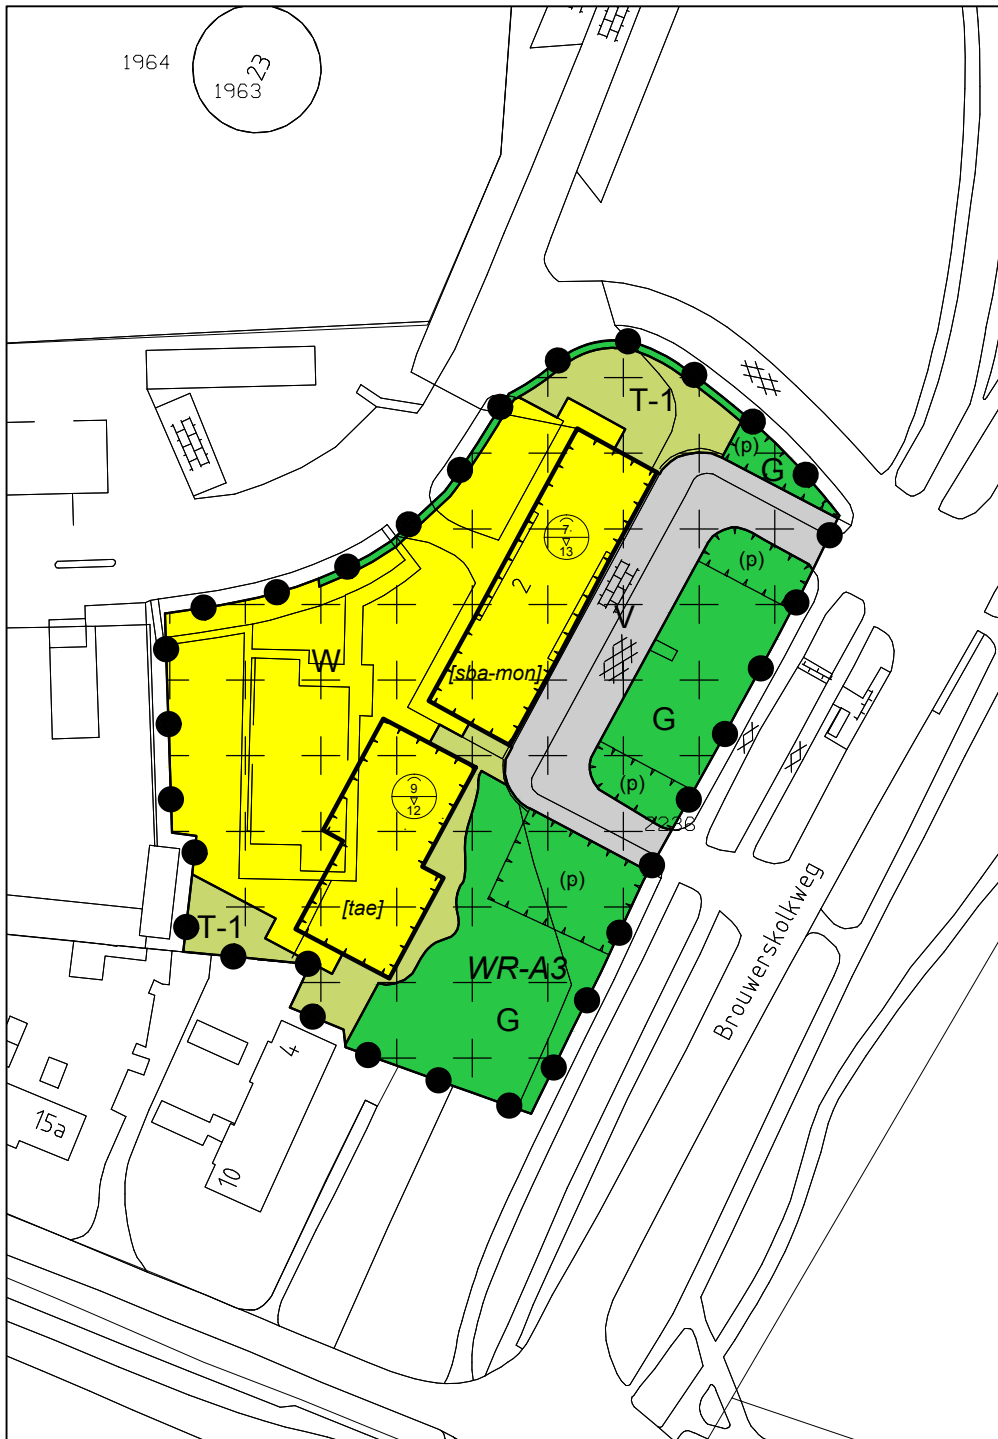 1964
23
1963
T-1
(p)
G
7
13
(p)
2
V
W
[sba-mon]
G
(p)
9
12
2236
(p)
[tae]
T-1
WR-A3
Brouwerskolkweg
G
4
15a
10